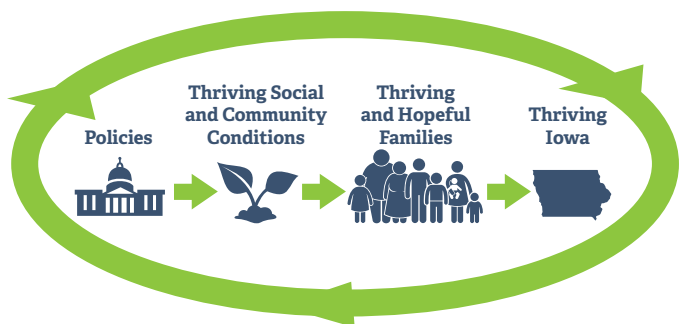 Policies
Thriving Social
and Community
Conditions
Thriving
and Hopeful
Families
Thriving
Iowa